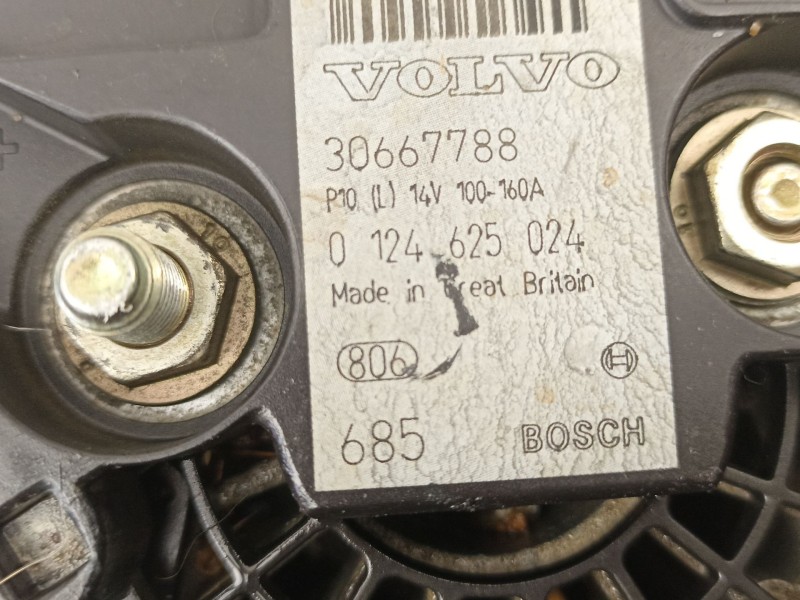 VOLVO
30667788
P10 (L) 14V 100-160A
0 124 625 024
Made in Great Britain
806
685
BOSCH